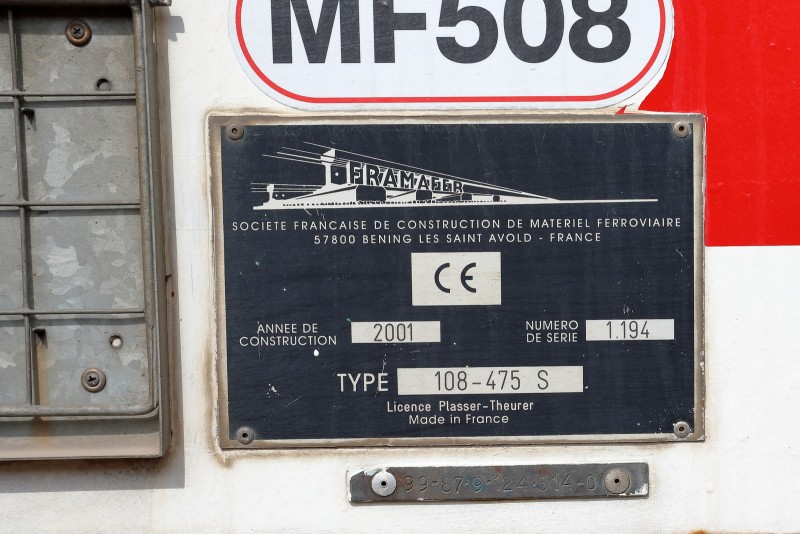 MF508
FRAMAFER
SOCIETE FRANCAISE DE CONSTRUCTION DE MATERIEL FERROVIAIRE
57800 BENING LES SAINT AVOLD - FRANCE
CE
ANNEE DE CONSTRUCTION 2001
NUMERO DE SERIE 1.194
TYPE 108-475 S
Licence Plasser-Theurer
Made in France
99-87-9-124-514-0